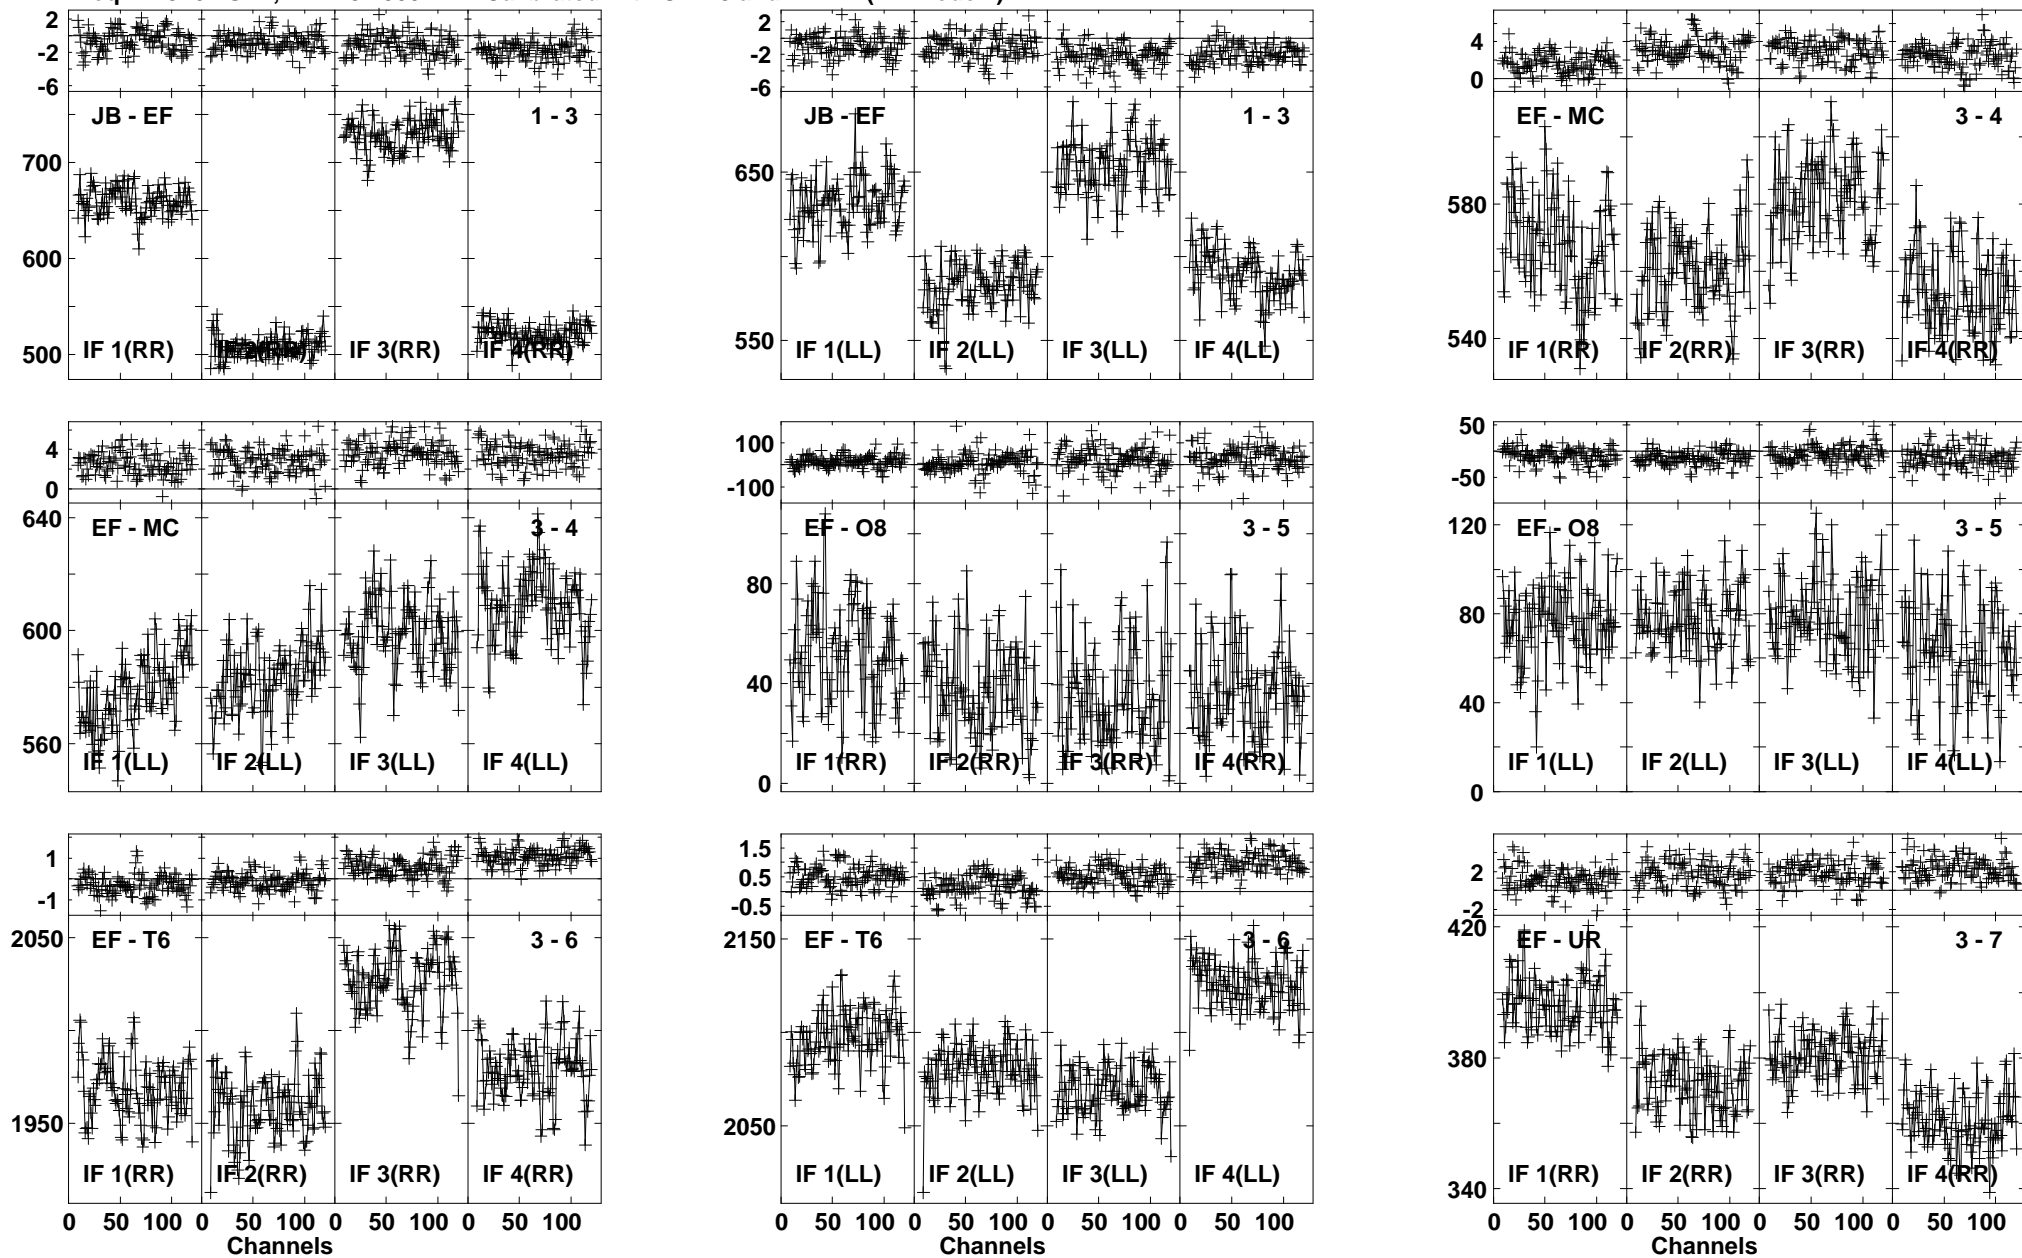 2
-2
-6
JB - EF
1 - 3
700
600
500
IF 1(RR)
IF 3(RR)
IF 4(RR)
2
-2
-6
JB - EF
1 - 3
650
550
IF 1(LL)
IF 2(LL)
IF 3(LL)
IF 4(LL)
4
0
EF - MC
3 - 4
580
540
IF 1(RR)
IF 2(RR)
IF 3(RR)
IF 4(RR)
4
0
EF - MC
3 - 4
640
600
560
IF 1(LL)
IF 2(LL)
IF 3(LL)
IF 4(LL)
100
-100
EF - O8
3 - 5
80
40
0
IF 1(RR)
IF 2(RR)
IF 3(RR)
IF 4(RR)
50
-50
EF - O8
3 - 5
120
80
40
0
IF 1(LL)
IF 2(LL)
IF 3(LL)
IF 4(LL)
1
-1
EF - T6
3 - 6
2050
1950
IF 1(RR)
IF 2(RR)
IF 3(RR)
IF 4(RR)
0 50 100 0 50 100 0 50 100 0 50 100
Channels
1.5
0.5
-0.5
EF - T6
3 - 6
2150
2050
IF 1(LL)
IF 2(LL)
IF 3(LL)
IF 4(LL)
0 50 100 0 50 100 0 50 100 0 50 100
Channels
2
-2
EF - UR
3 - 7
420
380
340
IF 1(RR)
IF 2(RR)
IF 3(RR)
IF 4(RR)
0 50 100 0 50 100 0 50 100 0 50 100
Channels